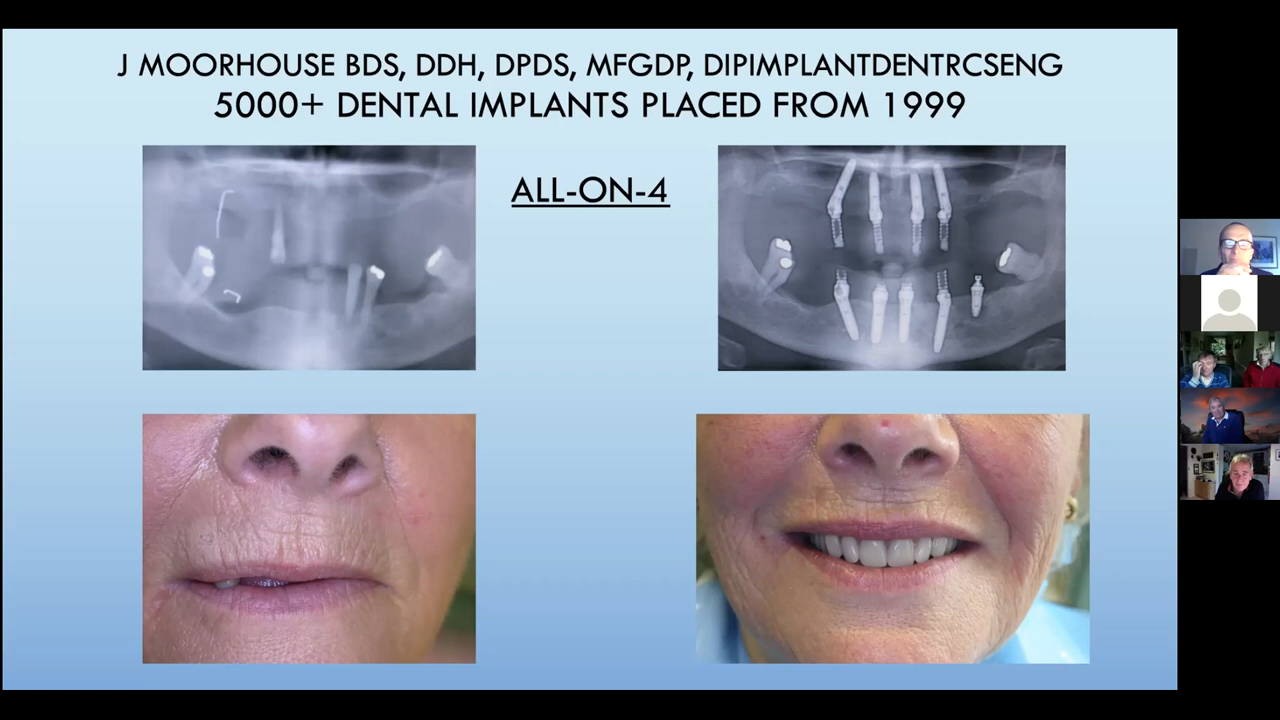 J MOORHOUSE BDS, DDH, DPDS, MFGDP, DIPIMPLANTDENTRCSENG
5000+ DENTAL IMPLANTS PLACED FROM 1999
ALL-ON-4